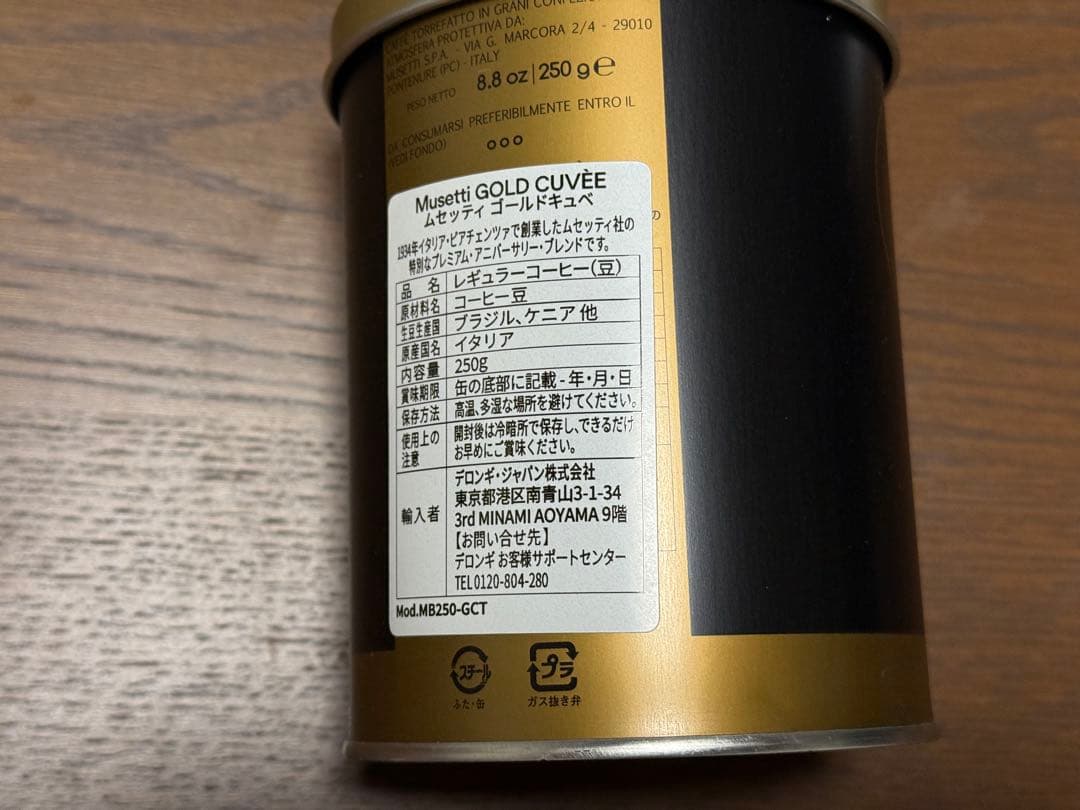 CAFFÈ TORREFATTO IN GRANI
ATMOSFERA PROTETTIVA DA:
MUSETTI S.P.A. - VIA G. MARCORA 2/4 - 29010
PONTENURE (PC) - ITALY
PESO NETTO 8.8 oz | 250 g ℮
DA CONSUMARSI PREFERIBILMENTE ENTRO IL
(VEDI FONDO)
Musetti GOLD CUVÈE
ムセッティ ゴールドキュベ
1934年イタリア・ピアチェンツァで創業したムセッティ社の
特別なプレミアム・アニバーサリー・ブレンドです。
品 名 レギュラーコーヒー(豆)
原材料名 コーヒー豆
生豆生産国 ブラジル、ケニア 他
原産国名 イタリア
内容量 250g
賞味期限 缶の底部に記載 - 年・月・日
保存方法 高温、多湿な場所を避けてください。
使用上の注意 開封後は冷暗所で保存し、できるだけ
お早めにご賞味ください。
輸入者 デロンギ・ジャパン株式会社
東京都港区南青山3-1-34
3rd MINAMI AOYAMA 9階
【お問い合せ先】
デロンギ お客様サポートセンター
TEL 0120-804-280
Mod.MB250-GCT
の
スチール プラ
ふた・缶 ガス抜き弁